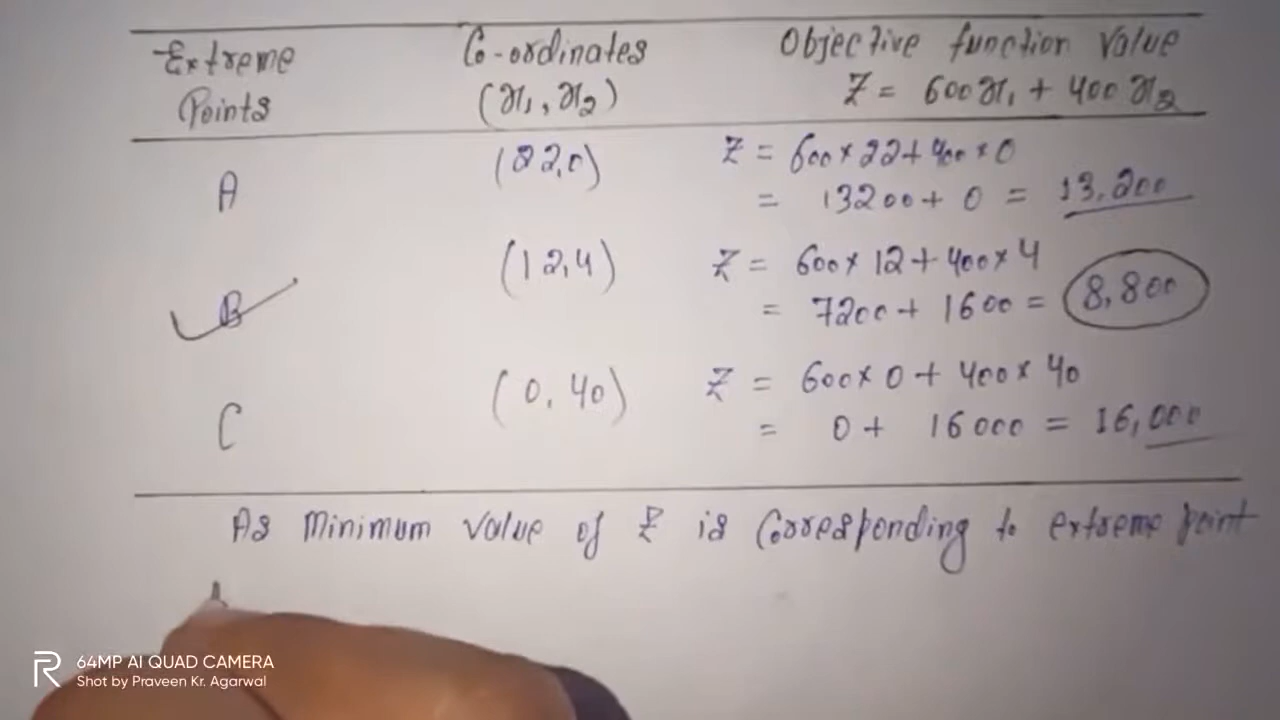 Extreme Points
Co-ordinates (x₁, x₂)
Objective function Value
Z = 600x₁ + 400x₂
A
(22,0)
Z = 600×22+400×0
= 13200+ 0 = 13,200
B
(12,4)
Z = 600×12+400×4
= 7200+ 1600 = 8,800
C
(0,40)
Z = 600×0+400×40
= 0+ 16000 = 16,000
As Minimum Value of Z is Corresponding to extreme point
64MP AI QUAD CAMERA
Shot by Praveen Kr. Agarwal